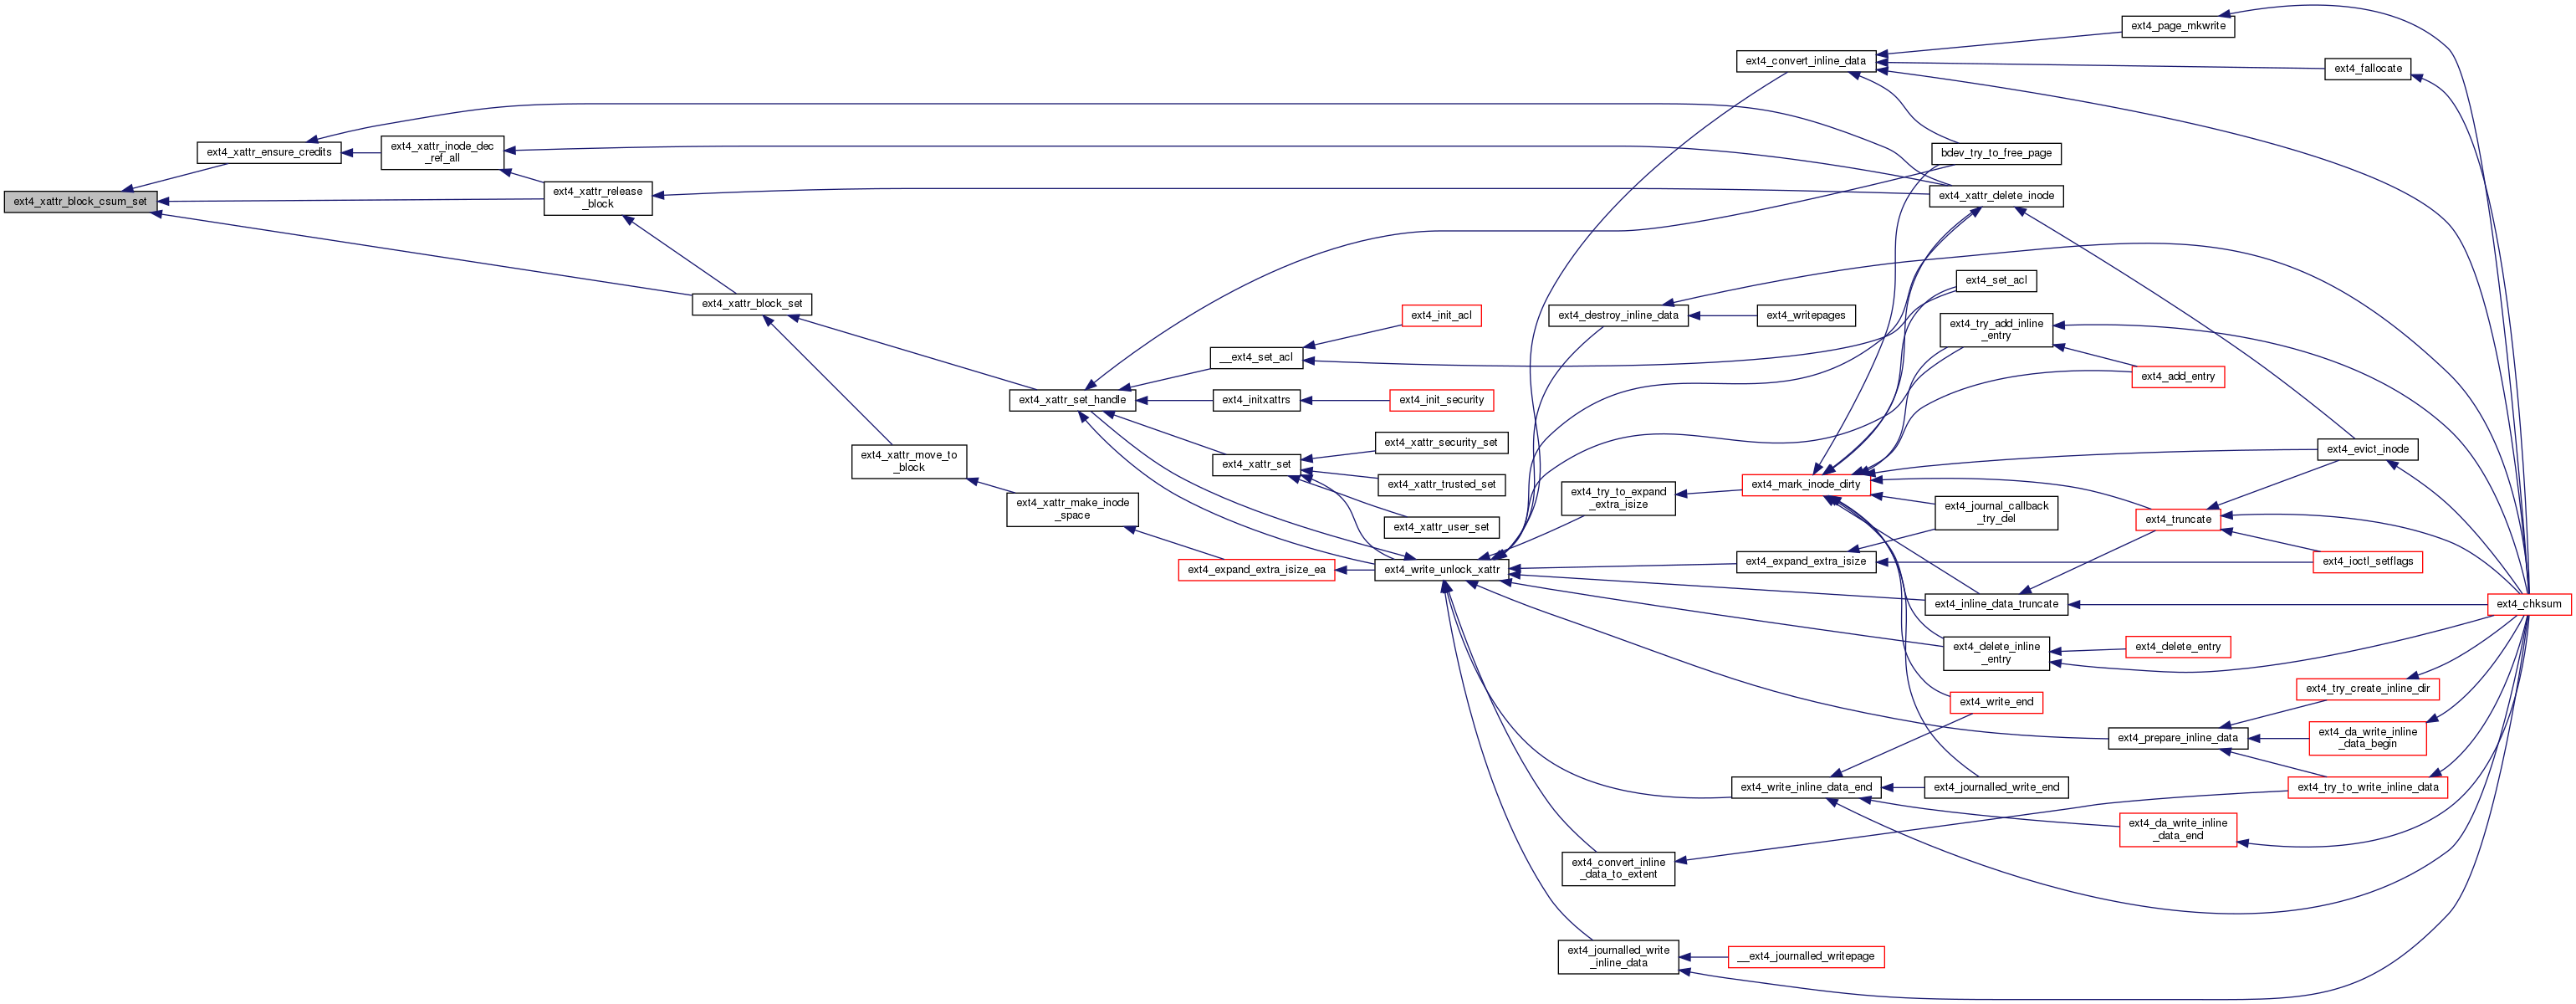 ext4_page_mkwrite
ext4_convert_inline_data
ext4_fallocate
ext4_xattr_ensure_credits
ext4_xattr_inode_dec
_ref_all
bdev_try_to_free_page
ext4_xattr_block_csum_set
ext4_xattr_release
_block
ext4_xattr_delete_inode
ext4_set_acl
ext4_xattr_block_set
ext4_init_acl
ext4_destroy_inline_data
ext4_writepages
ext4_try_add_inline
_entry
__ext4_set_acl
ext4_add_entry
ext4_xattr_set_handle
ext4_initxattrs
ext4_init_security
ext4_xattr_security_set
ext4_evict_inode
ext4_xattr_move_to
_block
ext4_xattr_set
ext4_xattr_trusted_set
ext4_try_to_expand
_extra_isize
ext4_mark_inode_dirty
ext4_xattr_make_inode
_space
ext4_xattr_user_set
ext4_journal_callback
_try_del
ext4_truncate
ext4_expand_extra_isize_ea
ext4_write_unlock_xattr
ext4_expand_extra_isize
ext4_ioctl_setflags
ext4_inline_data_truncate
ext4_chksum
ext4_delete_inline
_entry
ext4_delete_entry
ext4_try_create_inline_dir
ext4_write_end
ext4_prepare_inline_data
ext4_da_write_inline
_data_begin
ext4_write_inline_data_end
ext4_journalled_write_end
ext4_try_to_write_inline_data
ext4_da_write_inline
_data_end
ext4_convert_inline
_data_to_extent
ext4_journalled_write
_inline_data
__ext4_journalled_writepage